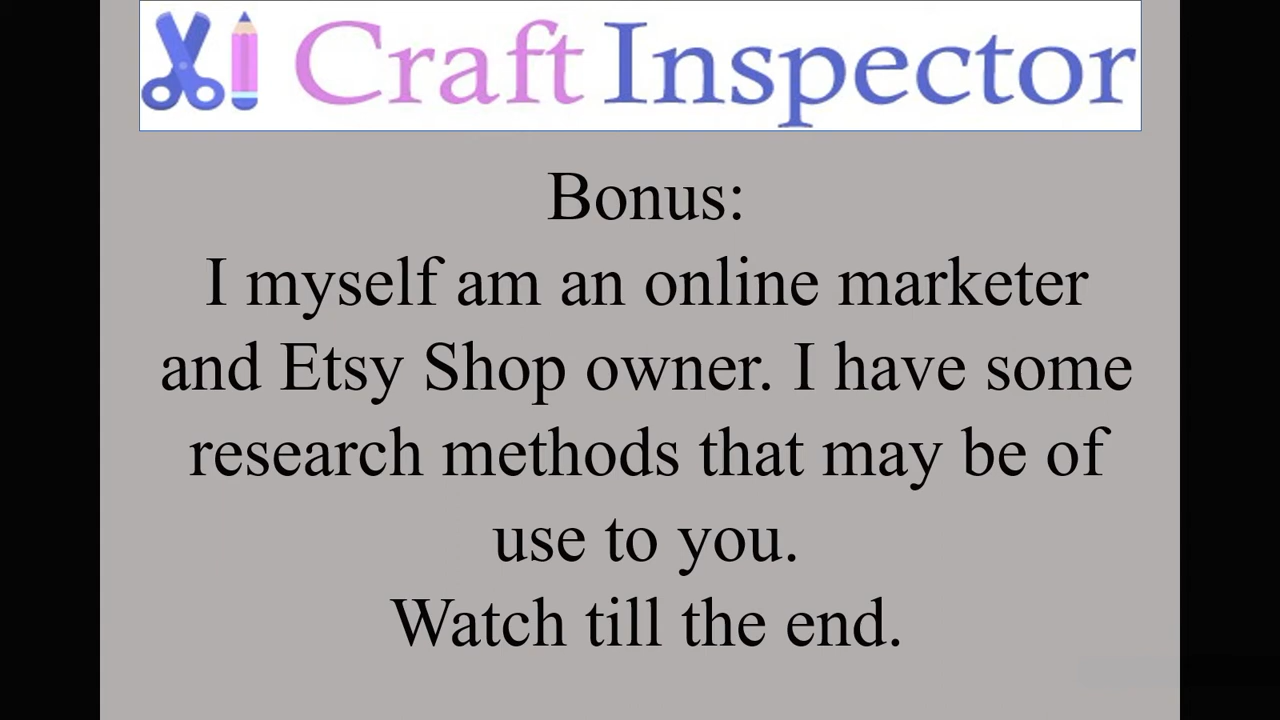 Craft Inspector
Bonus:
I myself am an online marketer
and Etsy Shop owner. I have some
research methods that may be of
use to you.
Watch till the end.